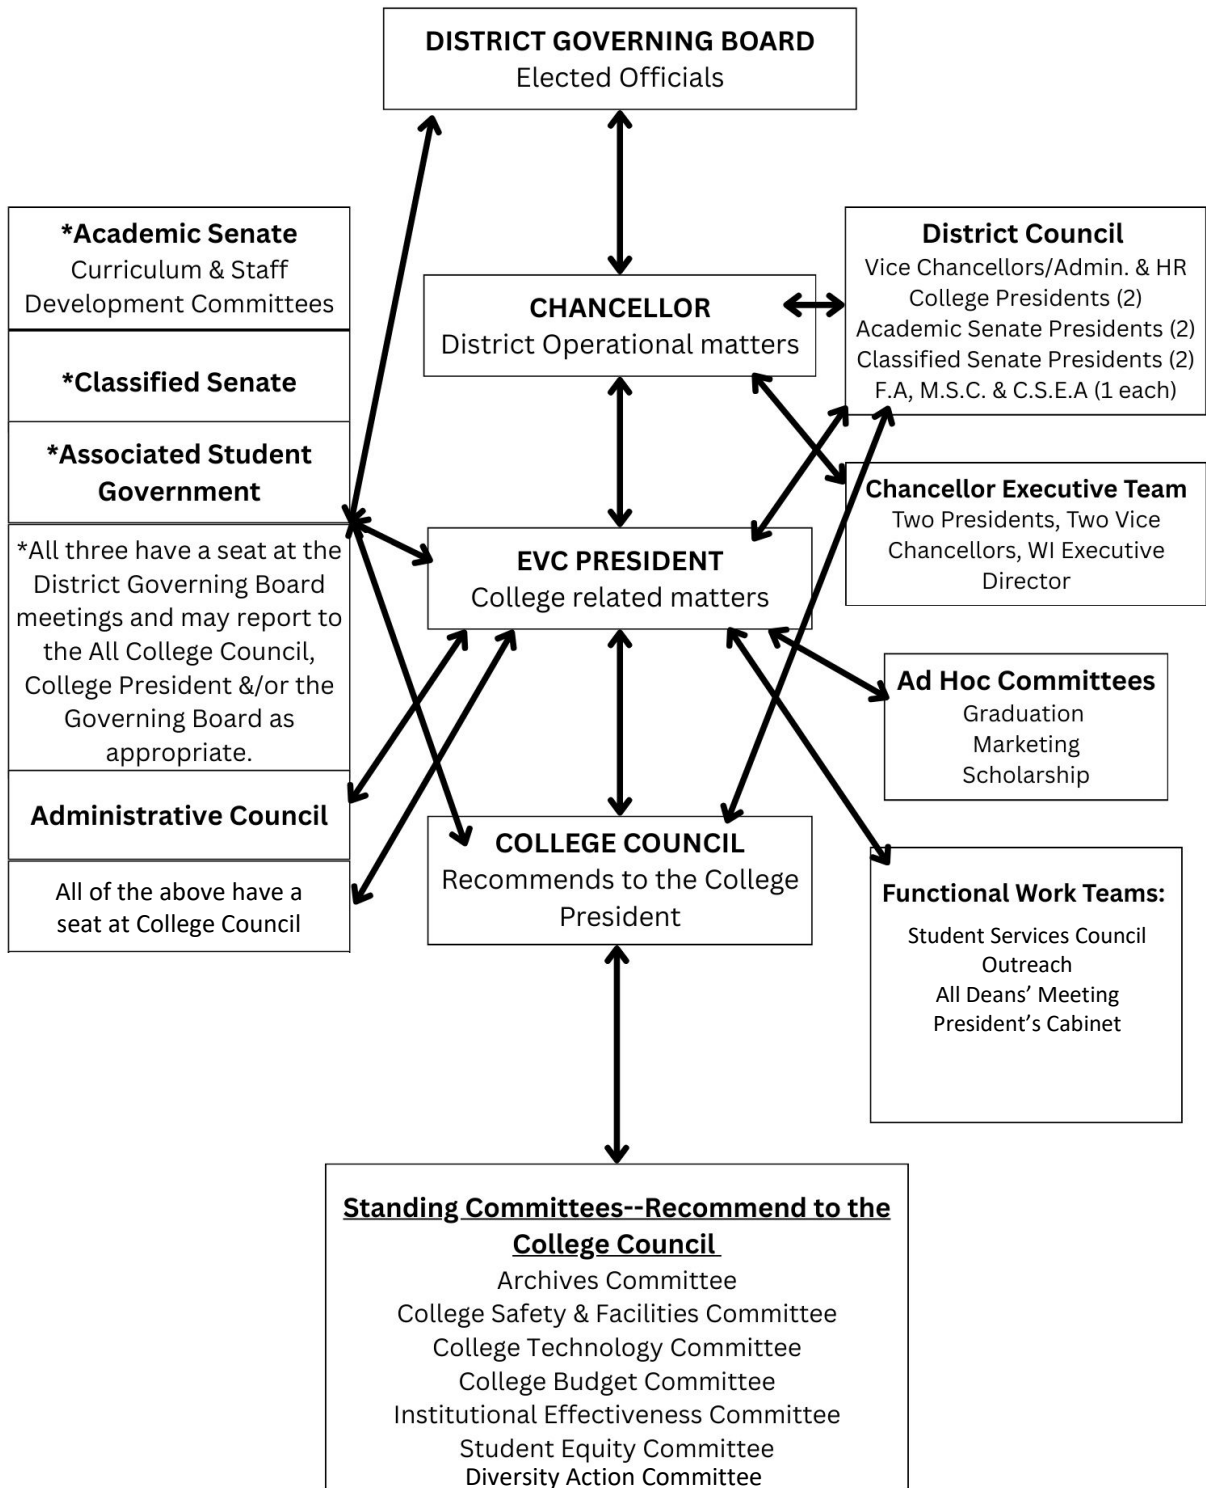 DISTRICT GOVERNING BOARD
Elected Officials
*Academic Senate
Curriculum & Staff
Development Committees
*Classified Senate
*Associated Student
Government
*All three have a seat at the
District Governing Board
meetings and may report to
the All College Council,
College President &/or the
Governing Board as
appropriate.
Administrative Council
All of the above have a
seat at College Council
CHANCELLOR
District Operational matters
District Council
Vice Chancellors/Admin. & HR
College Presidents (2)
Academic Senate Presidents (2)
Classified Senate Presidents (2)
F.A, M.S.C. & C.S.E.A (1 each)
Chancellor Executive Team
Two Presidents, Two Vice
Chancellors, WI Executive
Director
EVC PRESIDENT
College related matters
Ad Hoc Committees
Graduation
Marketing
Scholarship
COLLEGE COUNCIL
Recommends to the College
President
Functional Work Teams:
Student Services Council
Outreach
All Deans’ Meeting
President’s Cabinet
Standing Committees--Recommend to the
College Council
Archives Committee
College Safety & Facilities Committee
College Technology Committee
College Budget Committee
Institutional Effectiveness Committee
Student Equity Committee
Diversity Action Committee